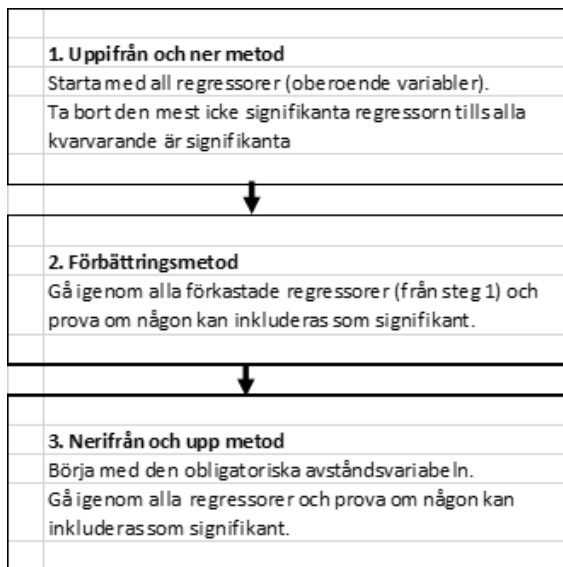 1. Uppifrån och ner metod
Starta med all regressorer (oberoende variabler).
Ta bort den mest icke signifikanta regressorn tills alla
kvarvarande är signifikanta
2. Förbättringsmetod
Gå igenom alla förkastade regressorer (från steg 1) och
prova om någon kan inkluderas som signifikant.
3. Nerifrån och upp metod
Börja med den obligatoriska avståndsvariabeln.
Gå igenom alla regressorer och prova om någon kan
inkluderas som signifikant.